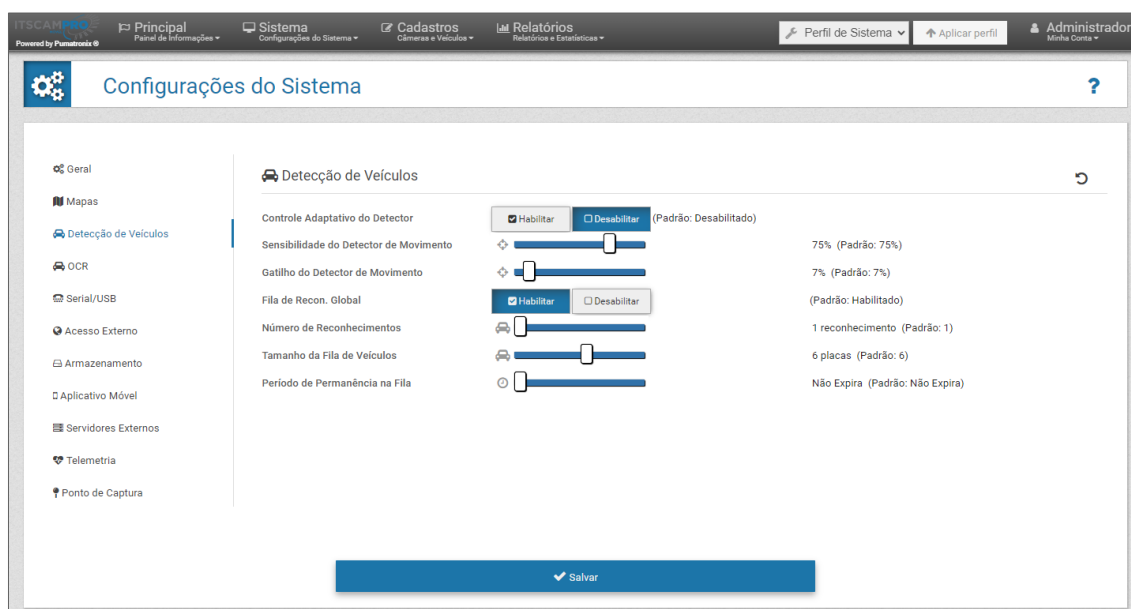 ITSCAMPRO
Powered by Pumatronix ®
Principal
Painel de Informações
Sistema
Configurações do Sistema
Cadastros
Câmeras e Veículos
Relatórios
Relatórios e Estatísticas
Perfil de Sistema
Aplicar perfil
Administrador
Minha Conta
Configurações do Sistema
?
Geral
Mapas
Detecção de Veículos
OCR
Serial/USB
Acesso Externo
Armazenamento
Aplicativo Móvel
Servidores Externos
Telemetria
Ponto de Captura
Detecção de Veículos
Controle Adaptativo do Detector Habilitar Desabilitar (Padrão: Desabilitado)
Sensibilidade do Detector de Movimento 75% (Padrão: 75%)
Gatilho do Detector de Movimento 7% (Padrão: 7%)
Fila de Recon. Global Habilitar Desabilitar (Padrão: Habilitado)
Número de Reconhecimentos 1 reconhecimento (Padrão: 1)
Tamanho da Fila de Veículos 6 placas (Padrão: 6)
Período de Permanência na Fila Não Expira (Padrão: Não Expira)
Salvar